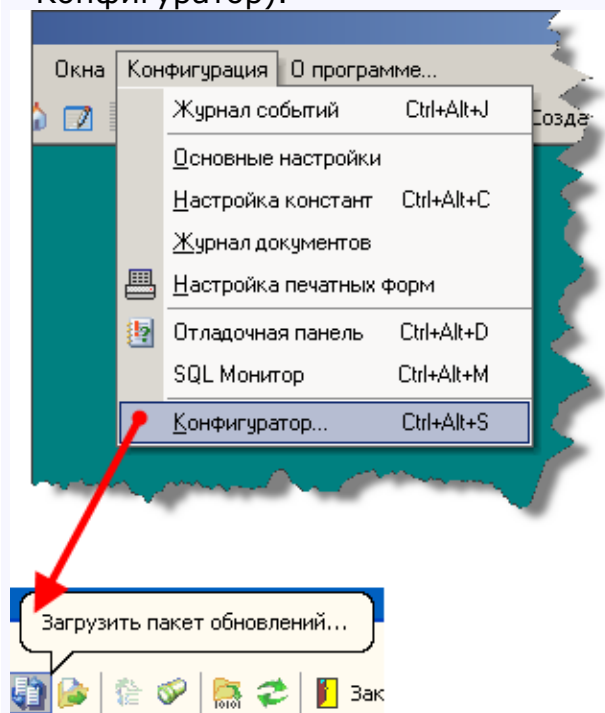 Конфигуратор).
Окна Конфигурация О программе...
Журнал событий Ctrl+Alt+J
Созда
Основные настройки
Настройка констант Ctrl+Alt+C
Журнал документов
Настройка печатных форм
Отладочная панель Ctrl+Alt+D
SQL Монитор Ctrl+Alt+M
Конфигуратор... Ctrl+Alt+S
Загрузить пакет обновлений...
Зак